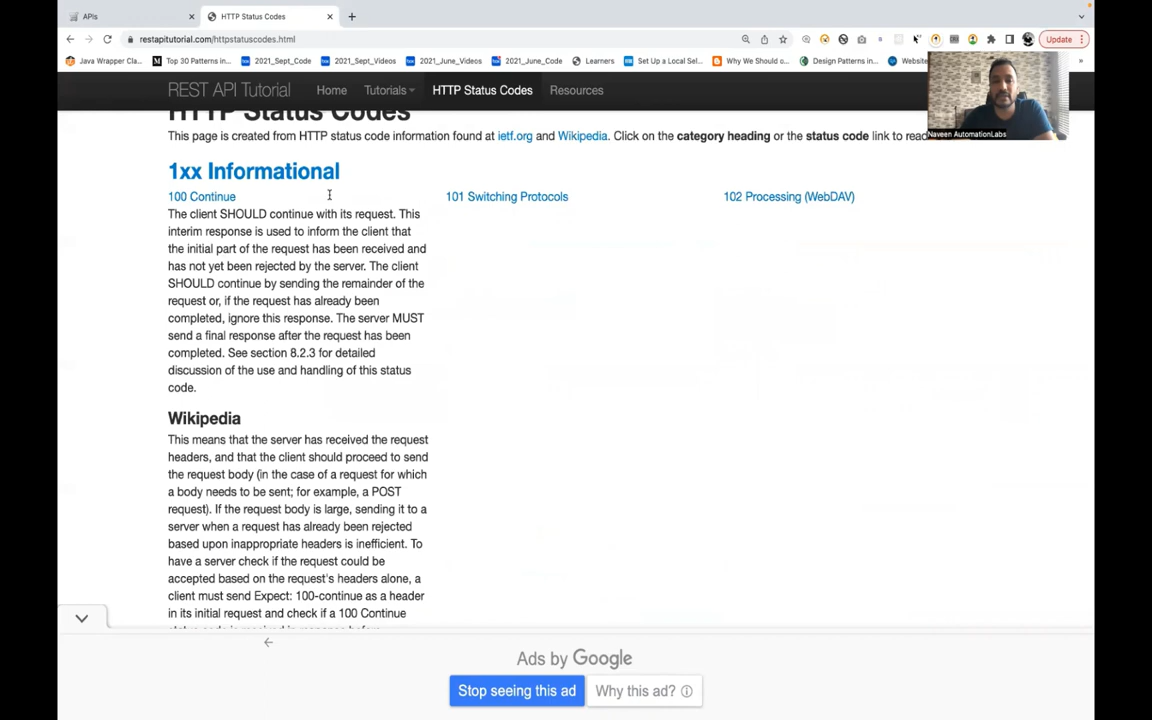 APIs
HTTP Status Codes
restapitutorial.com/httpstatuscodes.html
Update
Java Wrapper Cla...
Top 30 Patterns in...
2021_Sept_Code
2021_Sept_Videos
2021_June_Videos
2021_June_Code
Learners
Set Up a Local Sel...
Why We Should o...
Design Patterns in...
Website
REST API Tutorial
Home
Tutorials
HTTP Status Codes
Resources
Naveen AutomationLabs
HTTP Status Codes
This page is created from HTTP status code information found at ietf.org and Wikipedia. Click on the category heading or the status code link to rea
1xx Informational
100 Continue
The client SHOULD continue with its request. This
interim response is used to inform the client that
the initial part of the request has been received and
has not yet been rejected by the server. The client
SHOULD continue by sending the remainder of the
request or, if the request has already been
completed, ignore this response. The server MUST
send a final response after the request has been
completed. See section 8.2.3 for detailed
discussion of the use and handling of this status
code.
Wikipedia
This means that the server has received the request
headers, and that the client should proceed to send
the request body (in the case of a request for which
a body needs to be sent; for example, a POST
request). If the request body is large, sending it to a
server when a request has already been rejected
based upon inappropriate headers is inefficient. To
have a server check if the request could be
accepted based on the request's headers alone, a
client must send Expect: 100-continue as a header
in its initial request and check if a 100 Continue
101 Switching Protocols
102 Processing (WebDAV)
Ads by Google
Stop seeing this ad
Why this ad?